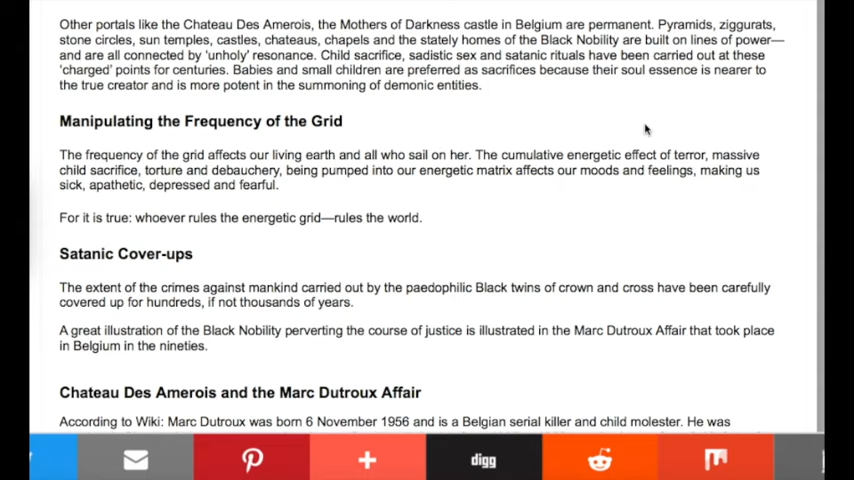 Other portals like the Chateau Des Amerois, the Mothers of Darkness castle in Belgium are permanent. Pyramids, ziggurats,
stone circles, sun temples, castles, chateaus, chapels and the stately homes of the Black Nobility are built on lines of power—
and are all connected by ‘unholy’ resonance. Child sacrifice, sadistic sex and satanic rituals have been carried out at these
‘charged’ points for centuries. Babies and small children are preferred as sacrifices because their soul essence is nearer to
the true creator and is more potent in the summoning of demonic entities.
Manipulating the Frequency of the Grid
The frequency of the grid affects our living earth and all who sail on her. The cumulative energetic effect of terror, massive
child sacrifice, torture and debauchery, being pumped into our energetic matrix affects our moods and feelings, making us
sick, apathetic, depressed and fearful.
For it is true: whoever rules the energetic grid—rules the world.
Satanic Cover-ups
The extent of the crimes against mankind carried out by the paedophilic Black twins of crown and cross have been carefully
covered up for hundreds, if not thousands of years.
A great illustration of the Black Nobility perverting the course of justice is illustrated in the Marc Dutroux Affair that took place
in Belgium in the nineties.
Chateau Des Amerois and the Marc Dutroux Affair
According to Wiki: Marc Dutroux was born 6 November 1956 and is a Belgian serial killer and child molester. He was
digg